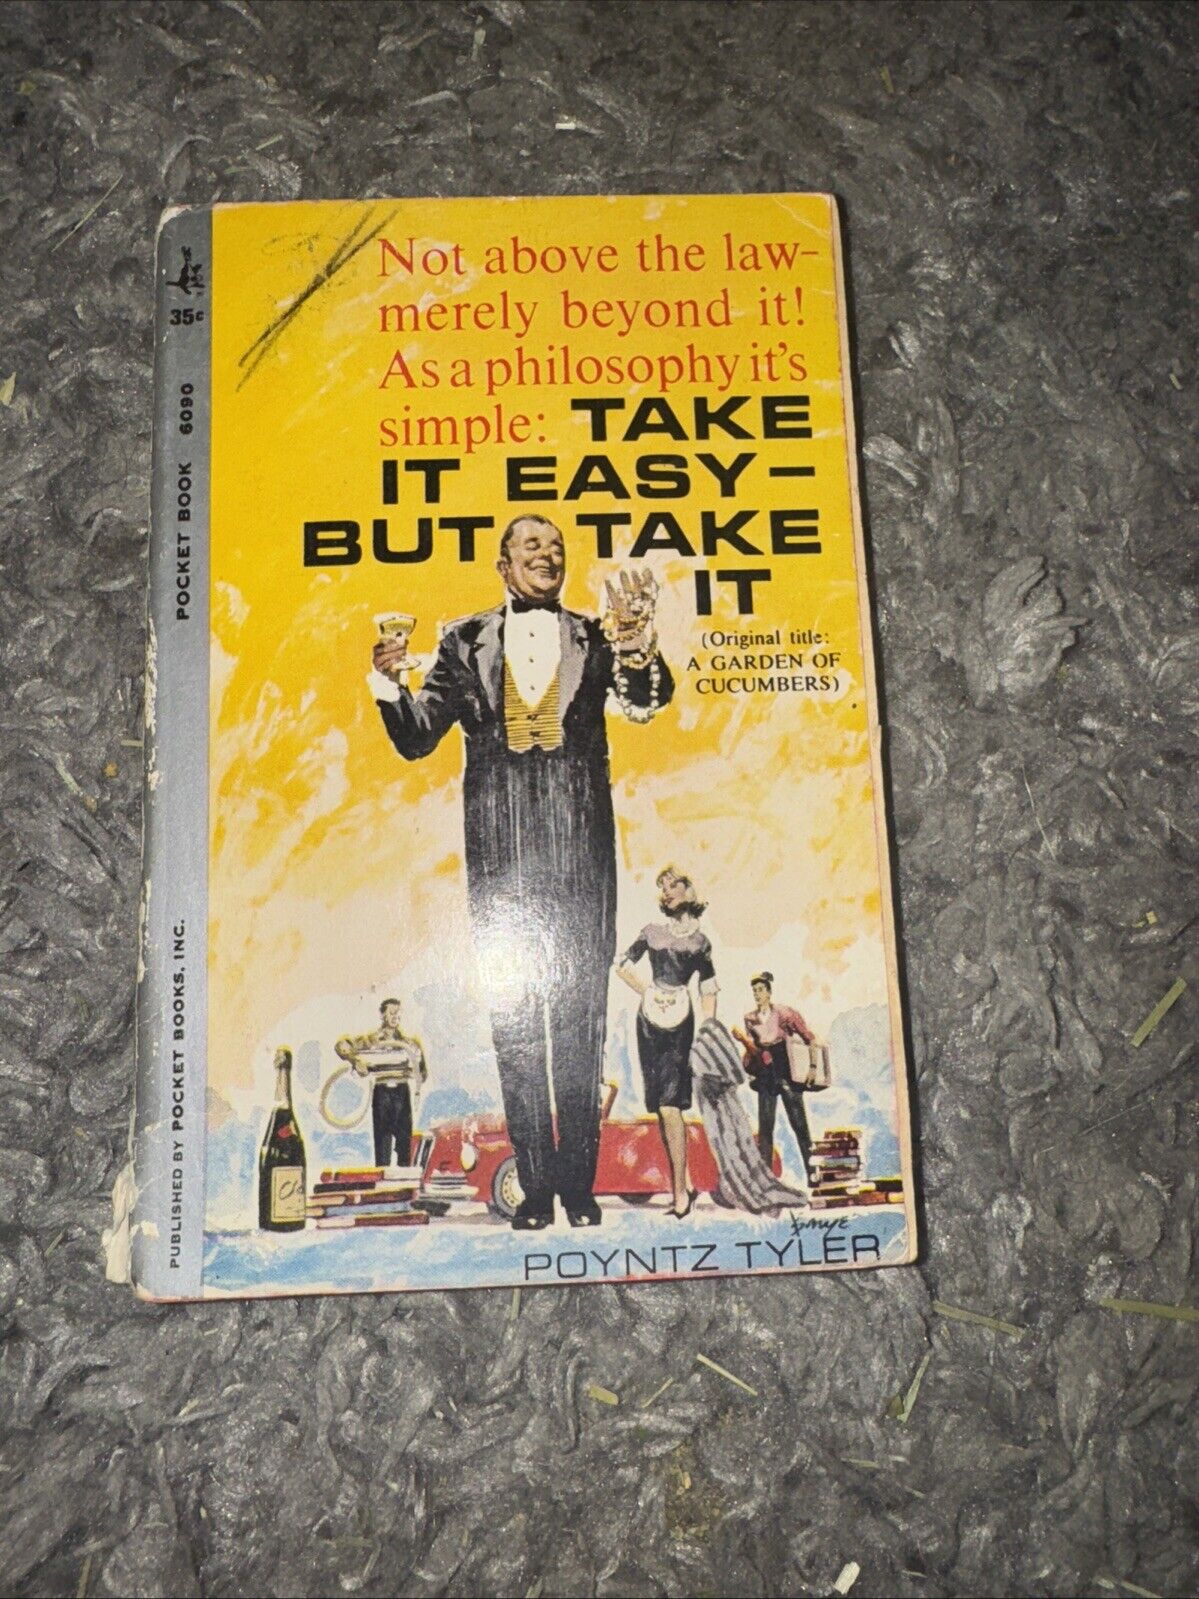 Not above the law–
merely beyond it!
As a philosophy it's
simple: TAKE
IT EASY–
BUT TAKE
IT
(Original title:
A GARDEN OF
CUCUMBERS)
POYNTZ TYLER
35c
POCKET BOOK 6090
PUBLISHED BY POCKET BOOKS, INC.